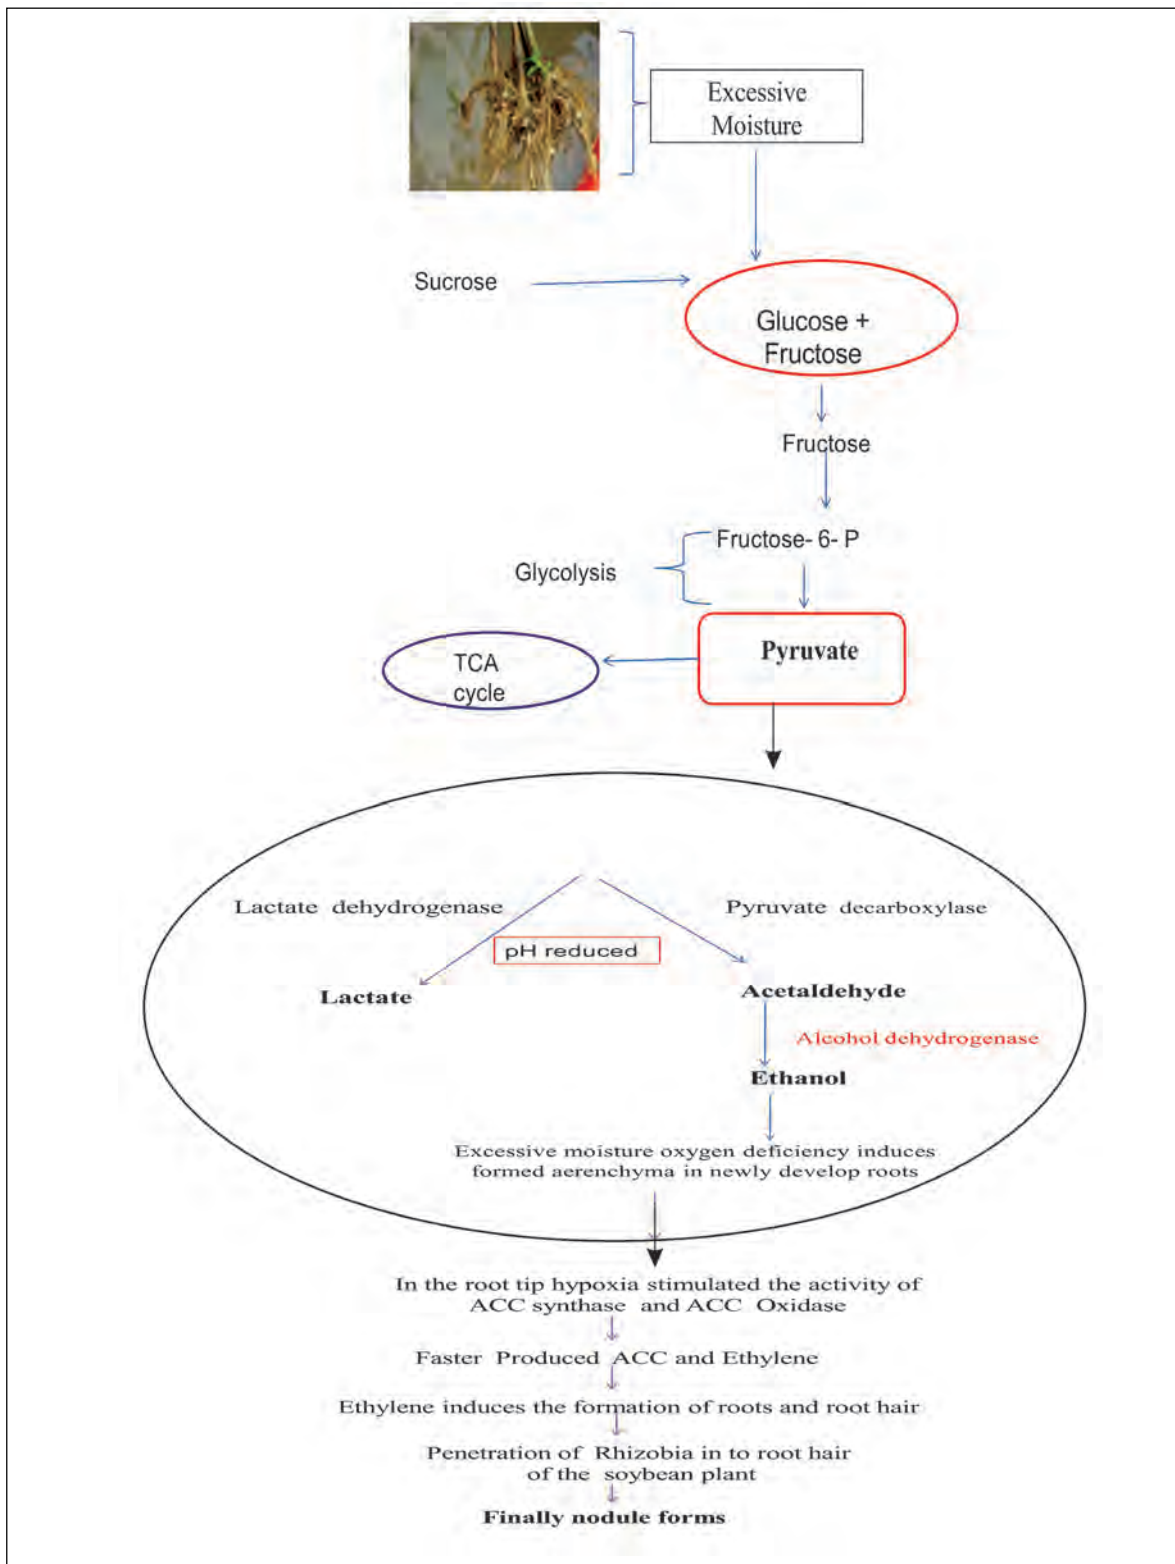 Excessive
Moisture
Sucrose
Glucose +
Fructose
Fructose
Fructose- 6- P
Glycolysis
Pyruvate
TCA
cycle
Lactate dehydrogenase
Pyruvate decarboxylase
pH reduced
Lactate
Acetaldehyde
Alcohol dehydrogenase
Ethanol
Excessive moisture oxygen deficiency induces
formed aerenchyma in newly develop roots
In the root tip hypoxia stimulated the activity of
ACC synthase and ACC Oxidase
Faster Produced ACC and Ethylene
Ethylene induces the formation of roots and root hair
Penetration of Rhizobia in to root hair
of the soybean plant
Finally nodule forms